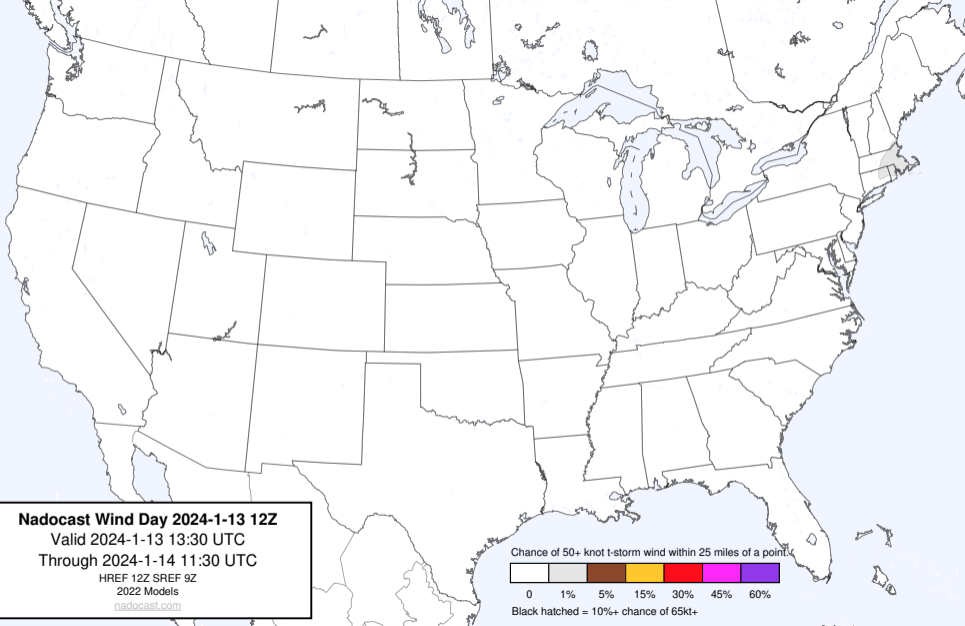 Nadocast Wind Day 2024-1-13 12Z
Valid 2024-1-13 13:30 UTC
Through 2024-1-14 11:30 UTC
HREF 12Z SREF 9Z
2022 Models
nadocast.com
Chance of 50+ knot t-storm wind within 25 miles of a point.
0 1% 5% 15% 30% 45% 60%
Black hatched = 10%+ chance of 65kt+